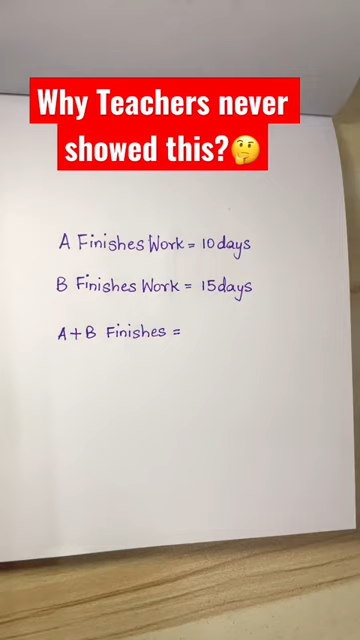 Why Teachers never
showed this?🤔
A Finishes Work = 10 days
B Finishes Work = 15 days
A+B Finishes =